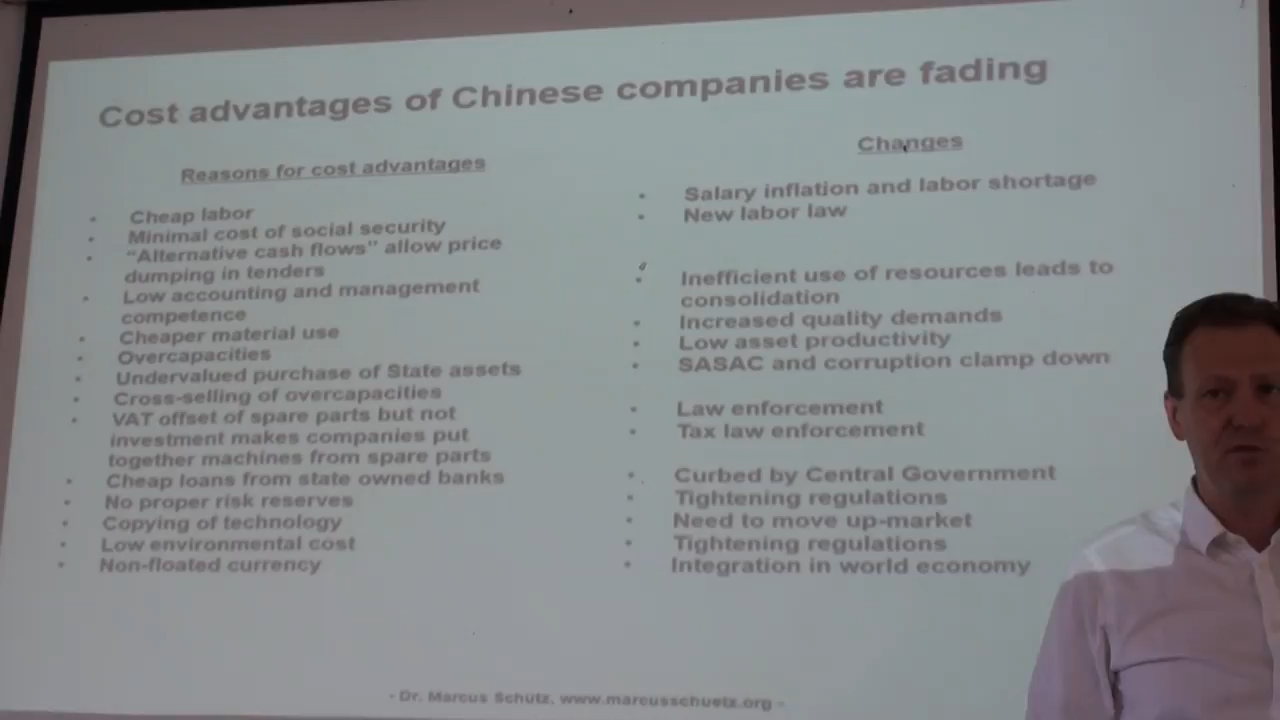 Cost advantages of Chinese companies are fading
Reasons for cost advantages
• Cheap labor
• Minimal cost of social security
• “Alternative cash flows” allow price
dumping in tenders
• Low accounting and management
competence
• Cheaper material use
• Overcapacities
• Undervalued purchase of State assets
• Cross-selling of overcapacities
• VAT offset of spare parts but not
investment makes companies put
together machines from spare parts
• Cheap loans from state owned banks
• No proper risk reserves
• Copying of technology
• Low environmental cost
• Non-floated currency
Changes
• Salary inflation and labor shortage
• New labor law
• Inefficient use of resources leads to
consolidation
• Increased quality demands
• Low asset productivity
• SASAC and corruption clamp down
• Law enforcement
• Tax law enforcement
• Curbed by Central Government
• Tightening regulations
• Need to move up-market
• Tightening regulations
• Integration in world economy
- Dr. Marcus Schütz, www.marcusschuetz.org -